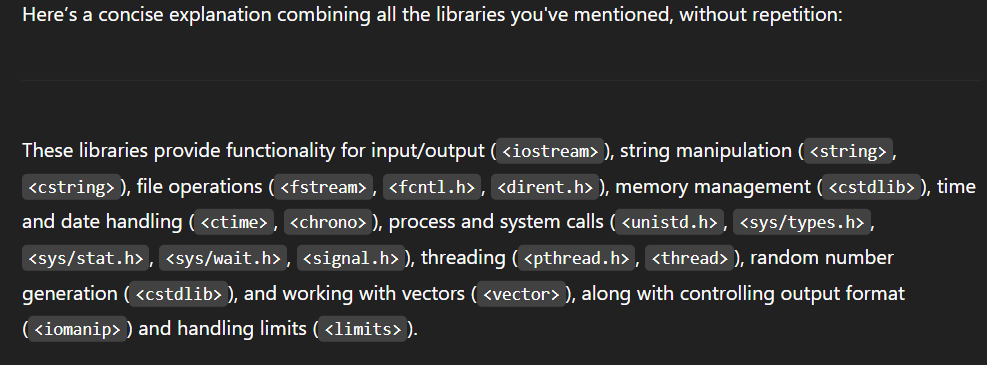 Here's a concise explanation combining all the libraries you've mentioned, without repetition:
These libraries provide functionality for input/output (<iostream>), string manipulation (<string>,
<cstring>), file operations (<fstream>, <fcntl.h>, <dirent.h>), memory management (<cstdlib>), time
and date handling (<ctime>, <chrono>), process and system calls (<unistd.h>, <sys/types.h>,
<sys/stat.h>, <sys/wait.h>, <signal.h>), threading (<pthread.h>, <thread>), random number
generation (<cstdlib>), and working with vectors (<vector>), along with controlling output format
(<iomanip>) and handling limits (<limits>).